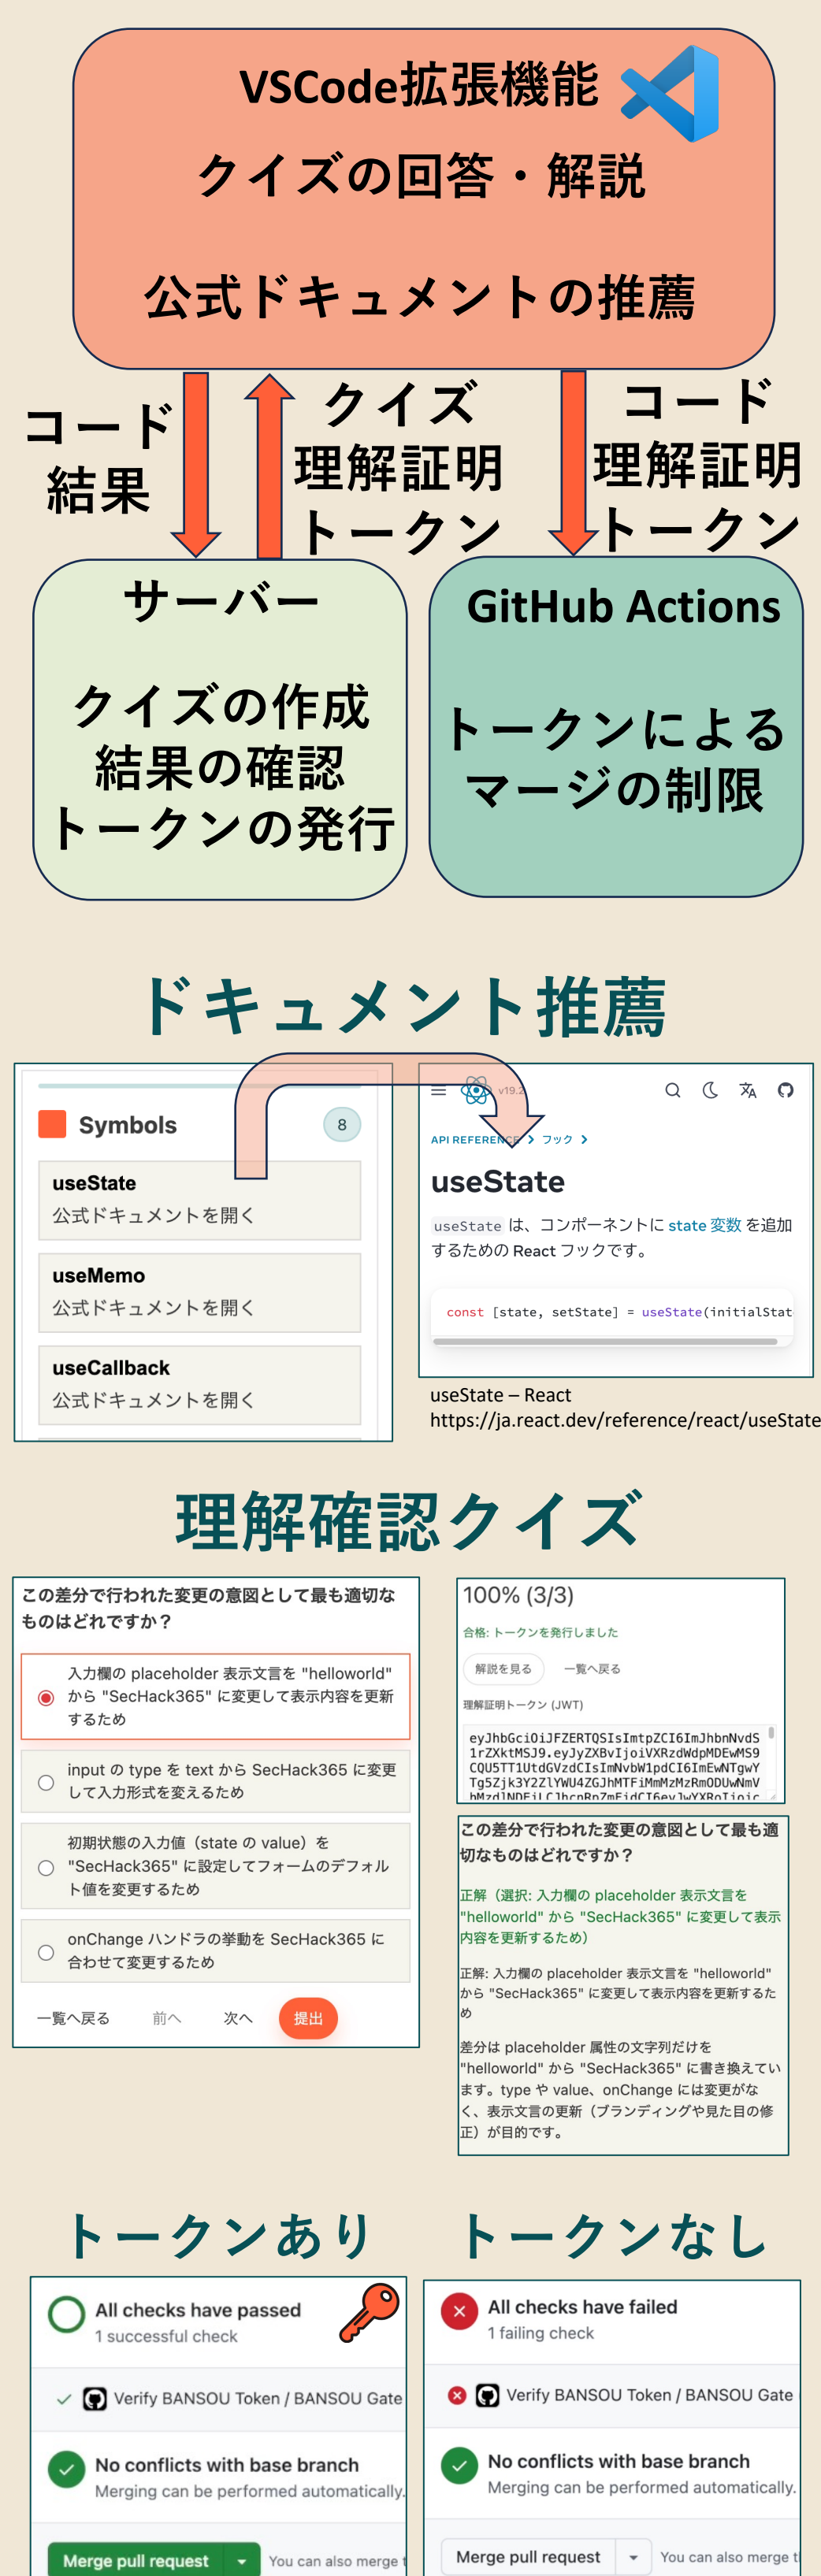 VSCode拡張機能
クイズの回答・解説
公式ドキュメントの推薦
コード
結果
クイズ
理解証明
トークン
コード
理解証明
トークン
サーバー
クイズの作成
結果の確認
トークンの発行
GitHub Actions
トークンによる
マージの制限
ドキュメント推薦
Symbols
8
useState
公式ドキュメントを開く
useMemo
公式ドキュメントを開く
useCallback
公式ドキュメントを開く
v19.2
API REFERENCE > フック >
useState
useState は、コンポーネントに state 変数 を追加
するための React フックです。
const [state, setState] = useState(initialStat
useState – React
https://ja.react.dev/reference/react/useState
理解確認クイズ
この差分で行われた変更の意図として最も適切な
ものはどれですか？
入力欄の placeholder 表示文言を "helloworld"
から "SecHack365" に変更して表示内容を更新
するため
input の type を text から SecHack365 に変更
して入力形式を変えるため
初期状態の入力値（state の value）を
"SecHack365" に設定してフォームのデフォル
ト値を変更するため
onChange ハンドラの挙動を SecHack365 に
合わせて変更するため
一覧へ戻る 前へ 次へ 提出
100% (3/3)
合格: トークンを発行しました
解説を見る 一覧へ戻る
理解証明トークン (JWT)
eyJhbGciOiJFZERTQSIsImtpZCI6ImJhbnNvdS
1rZXktMSJ9.eyJyZXBvIjoiVXRzdWdpMDEwMS9
CQU5TT1UtdGVzdCIsImNvbW1pdCI6ImEwNTgwY
Tg5Zjk3Y2ZlYWU4ZGJhMTFiMmMzMzRmODUwNmV
この差分で行われた変更の意図として最も適
切なものはどれですか？
正解（選択: 入力欄の placeholder 表示文言を
"helloworld" から "SecHack365" に変更して表示
内容を更新するため）
正解: 入力欄の placeholder 表示文言を "helloworld"
から "SecHack365" に変更して表示内容を更新するた
め
差分は placeholder 属性の文字列だけを
"helloworld" から "SecHack365" に書き換えてい
ます。type や value、onChange には変更がな
く、表示文言の更新（ブランディングや見た目の修
正）が目的です。
トークンあり
All checks have passed
1 successful check
Verify BANSOU Token / BANSOU Gate
No conflicts with base branch
Merging can be performed automatically.
Merge pull request
You can also merge t
トークンなし
All checks have failed
1 failing check
Verify BANSOU Token / BANSOU Gate
No conflicts with base branch
Merging can be performed automatically.
Merge pull request
You can also merge t